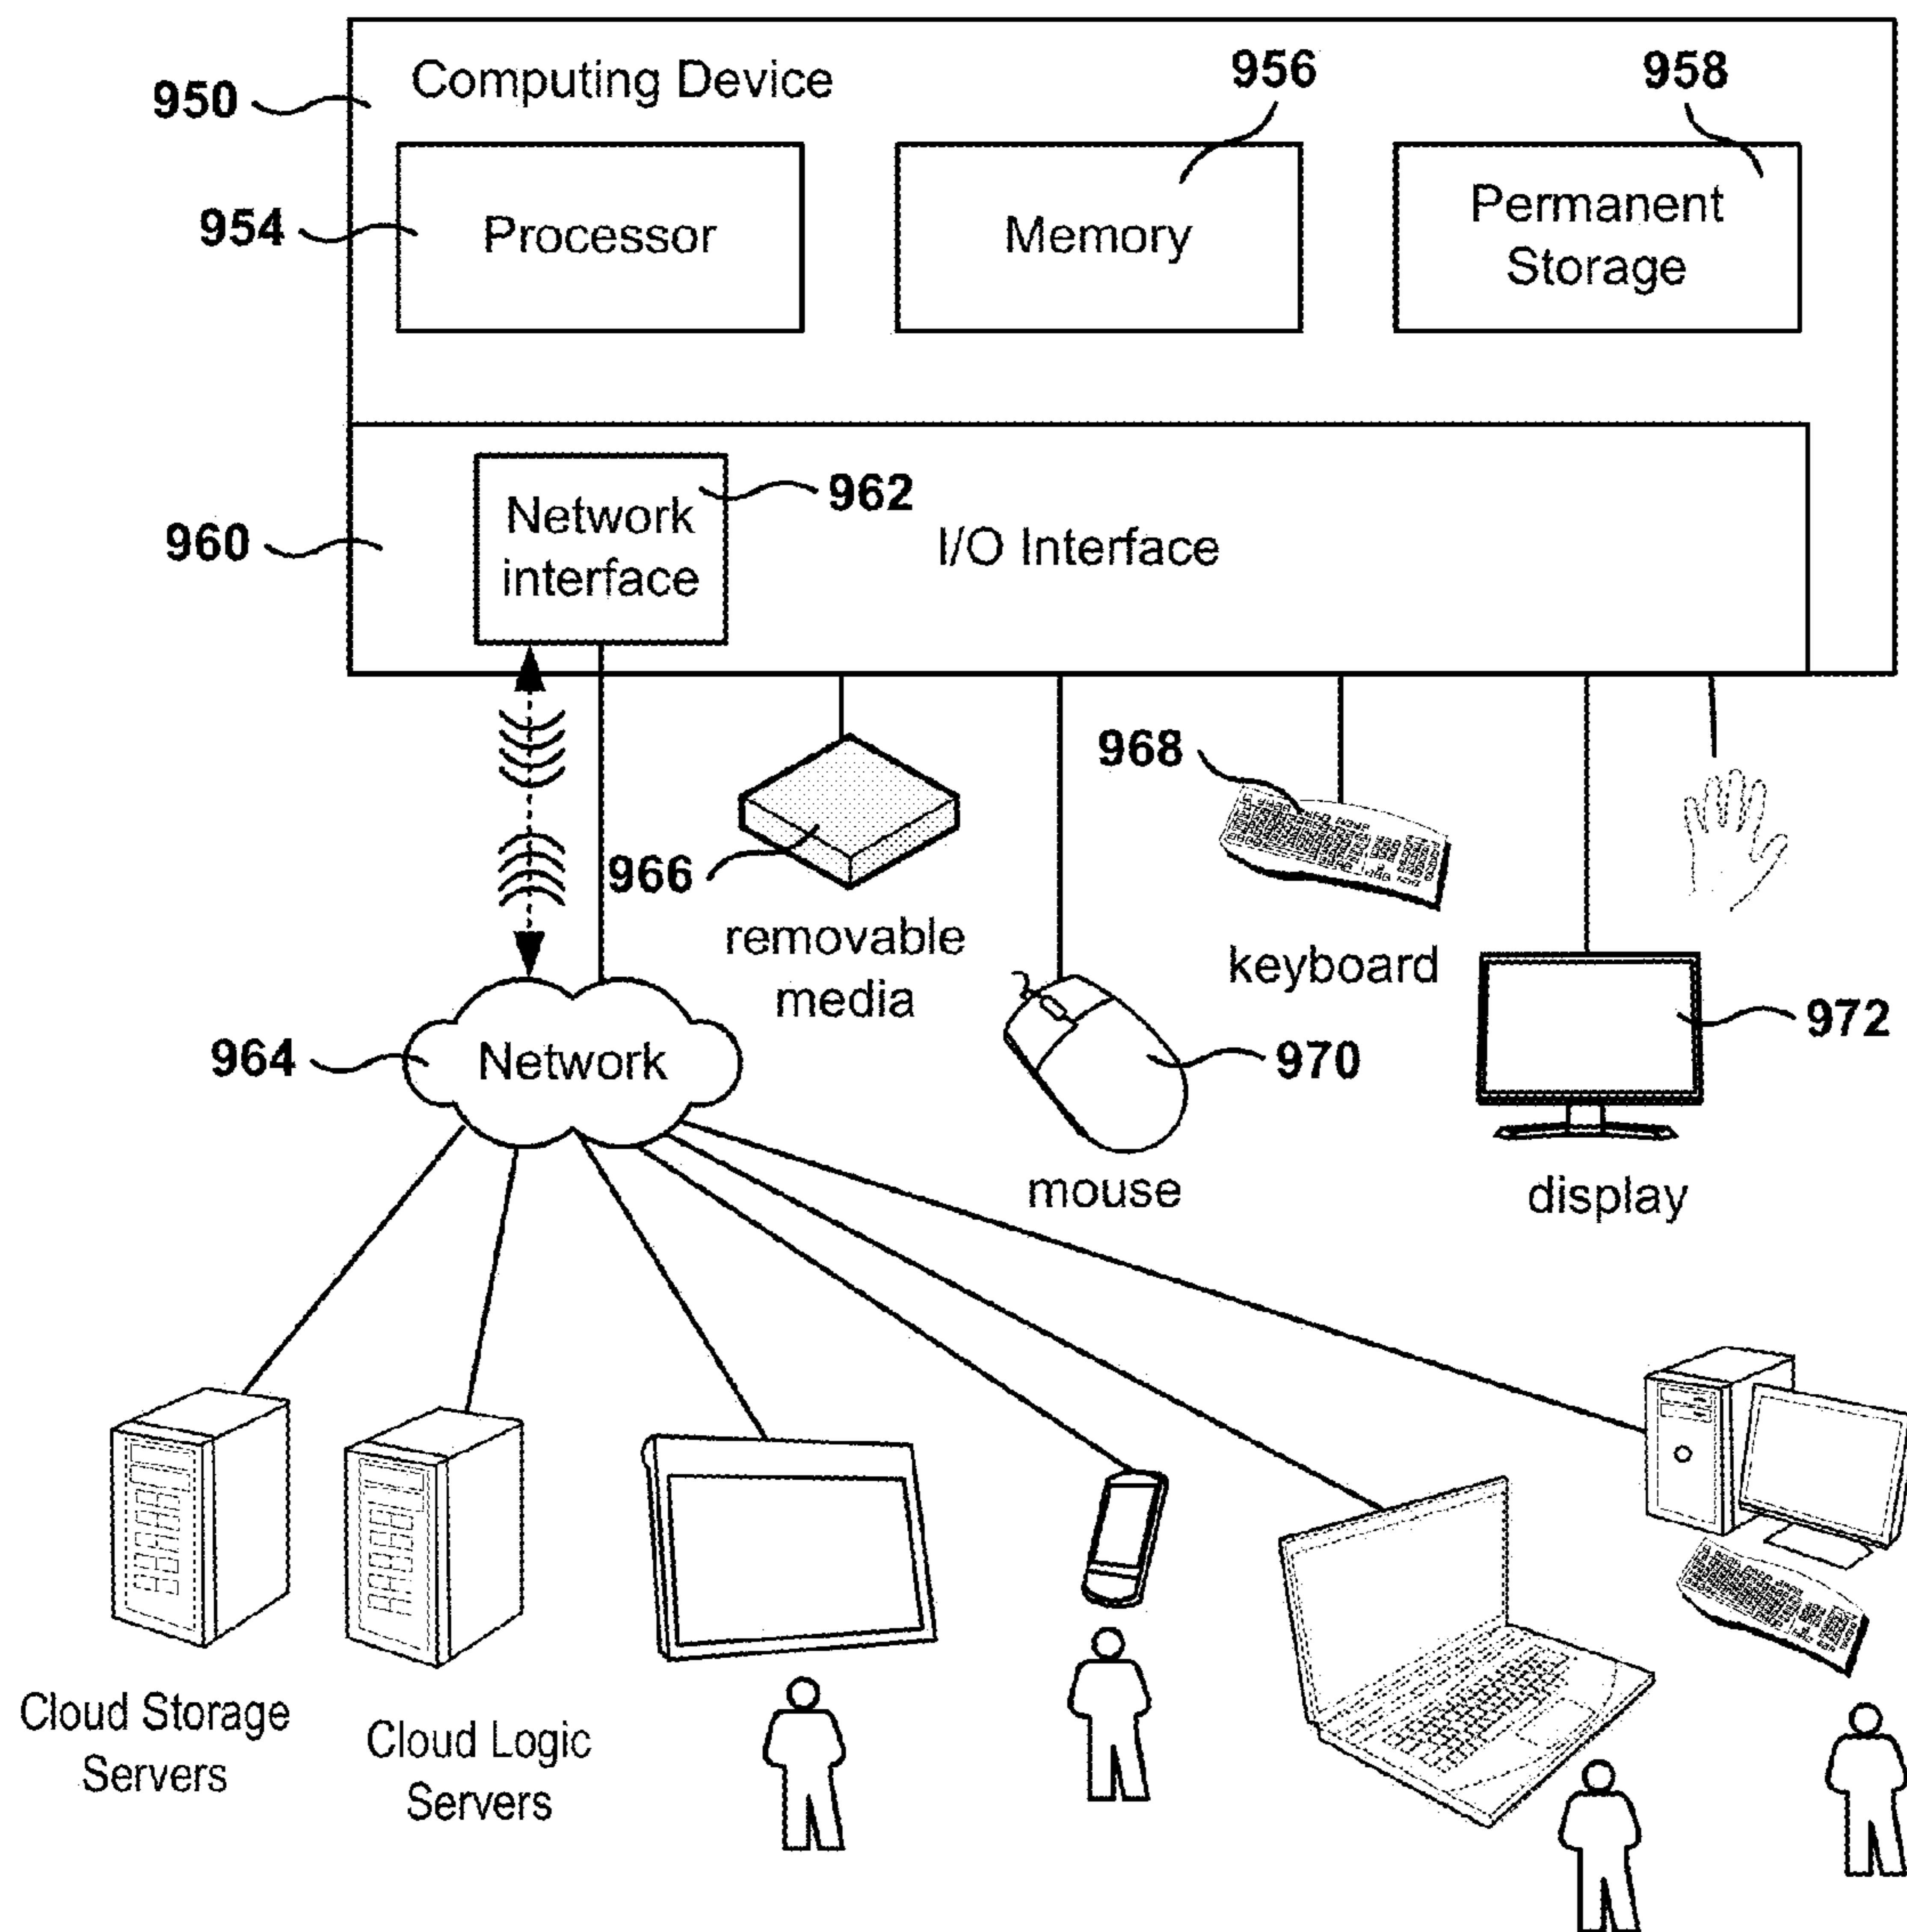 Computing Device
950
956
958
954
Processor
Memory
Permanent
Storage
960
Network
interface
962
I/O Interface
968
966
removable
media
keyboard
964
Network
970
972
mouse
display
Cloud Storage
Servers
Cloud Logic
Servers